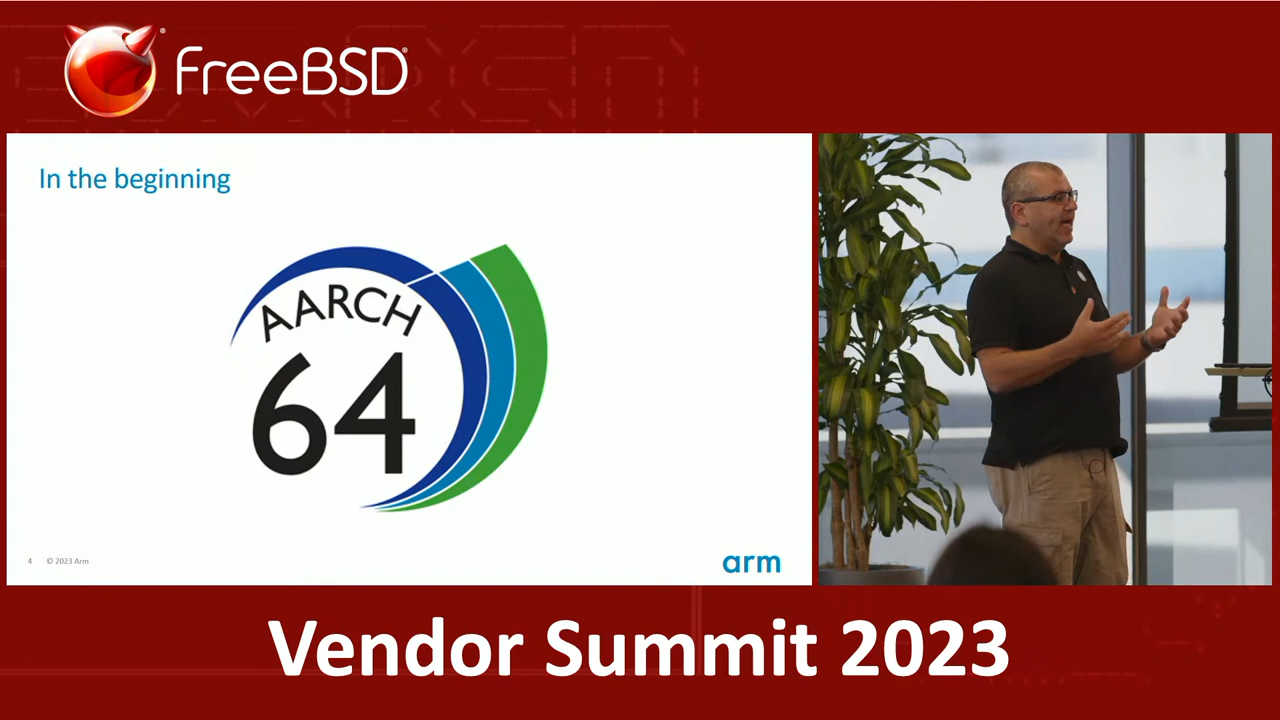 FreeBSD®
In the beginning
AARCH
64
4 © 2023 Arm
arm
Vendor Summit 2023